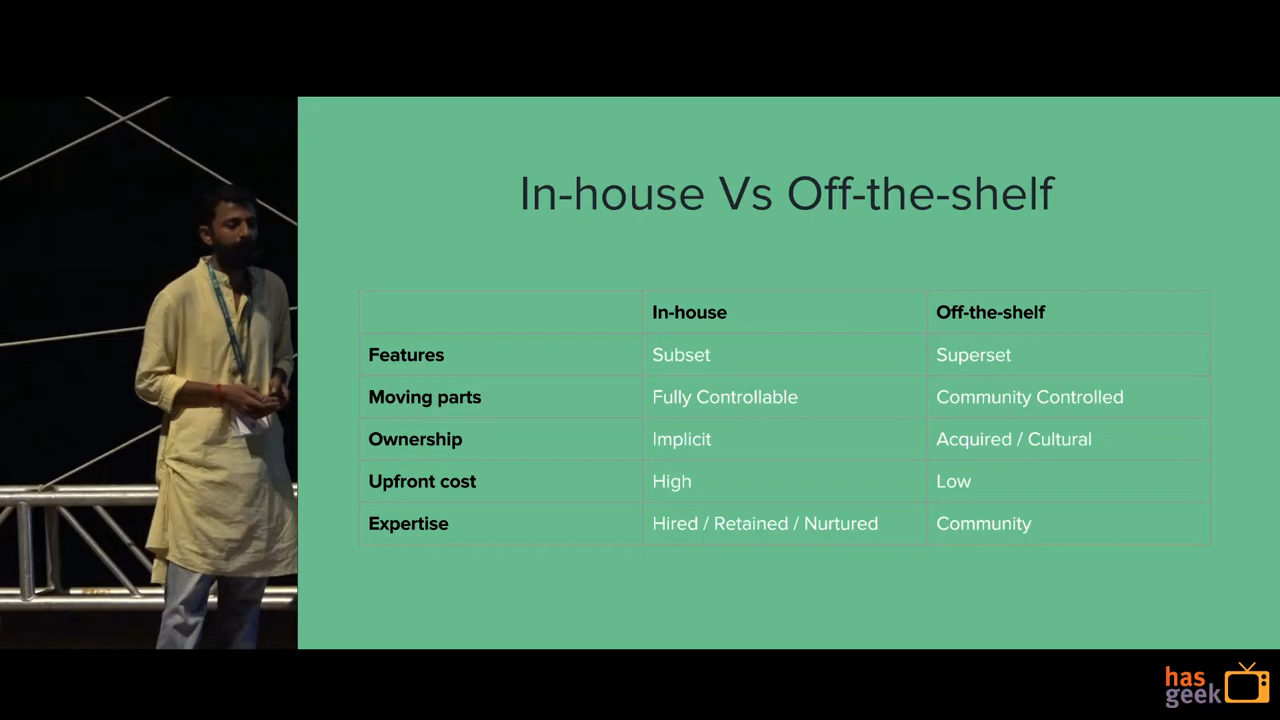 In-house Vs Off-the-shelf
In-house Off-the-shelf
Features Subset Superset
Moving parts Fully Controllable Community Controlled
Ownership Implicit Acquired / Cultural
Upfront cost High Low
Expertise Hired / Retained / Nurtured Community
has
geek